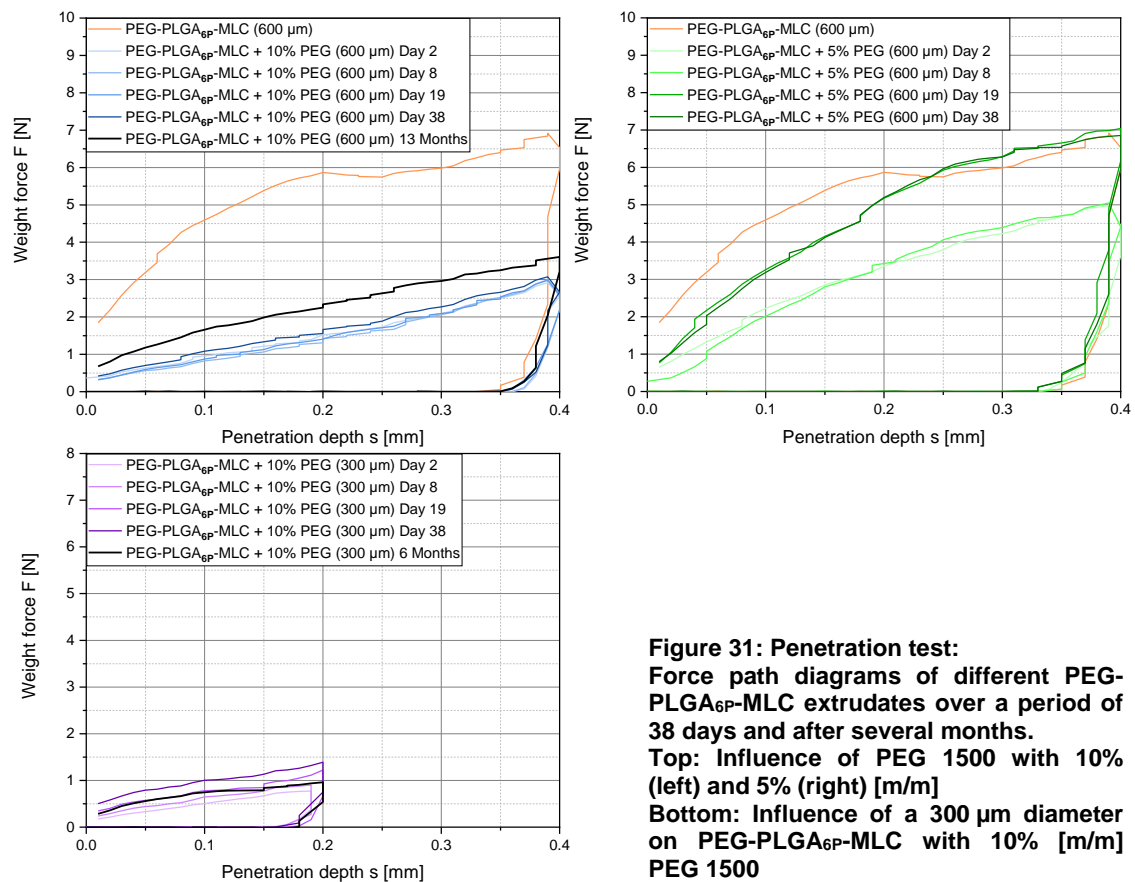 10
9
8
7
6
5
4
3
2
1
0
Weight force F [N]
PEG-PLGA6P-MLC (600 µm)
PEG-PLGA6P-MLC + 10% PEG (600 µm) Day 2
PEG-PLGA6P-MLC + 10% PEG (600 µm) Day 8
PEG-PLGA6P-MLC + 10% PEG (600 µm) Day 19
PEG-PLGA6P-MLC + 10% PEG (600 µm) Day 38
PEG-PLGA6P-MLC + 10% PEG (600 µm) 13 Months
0.0 0.1 0.2 0.3 0.4
Penetration depth s [mm]
10
9
8
7
6
5
4
3
2
1
0
Weight force F [N]
PEG-PLGA6P-MLC (600 µm)
PEG-PLGA6P-MLC + 5% PEG (600 µm) Day 2
PEG-PLGA6P-MLC + 5% PEG (600 µm) Day 8
PEG-PLGA6P-MLC + 5% PEG (600 µm) Day 19
PEG-PLGA6P-MLC + 5% PEG (600 µm) Day 38
0.0 0.1 0.2 0.3 0.4
Penetration depth s [mm]
8
7
6
5
4
3
2
1
0
Weight force F [N]
PEG-PLGA6P-MLC + 10% PEG (300 µm) Day 2
PEG-PLGA6P-MLC + 10% PEG (300 µm) Day 8
PEG-PLGA6P-MLC + 10% PEG (300 µm) Day 19
PEG-PLGA6P-MLC + 10% PEG (300 µm) Day 38
PEG-PLGA6P-MLC + 10% PEG (300 µm) 6 Months
0.0 0.1 0.2 0.3 0.4
Penetration depth s [mm]
Figure 31: Penetration test:
Force path diagrams of different PEG-
PLGA6P-MLC extrudates over a period of
38 days and after several months.
Top: Influence of PEG 1500 with 10%
(left) and 5% (right) [m/m]
Bottom: Influence of a 300 µm diameter
on PEG-PLGA6P-MLC with 10% [m/m]
PEG 1500